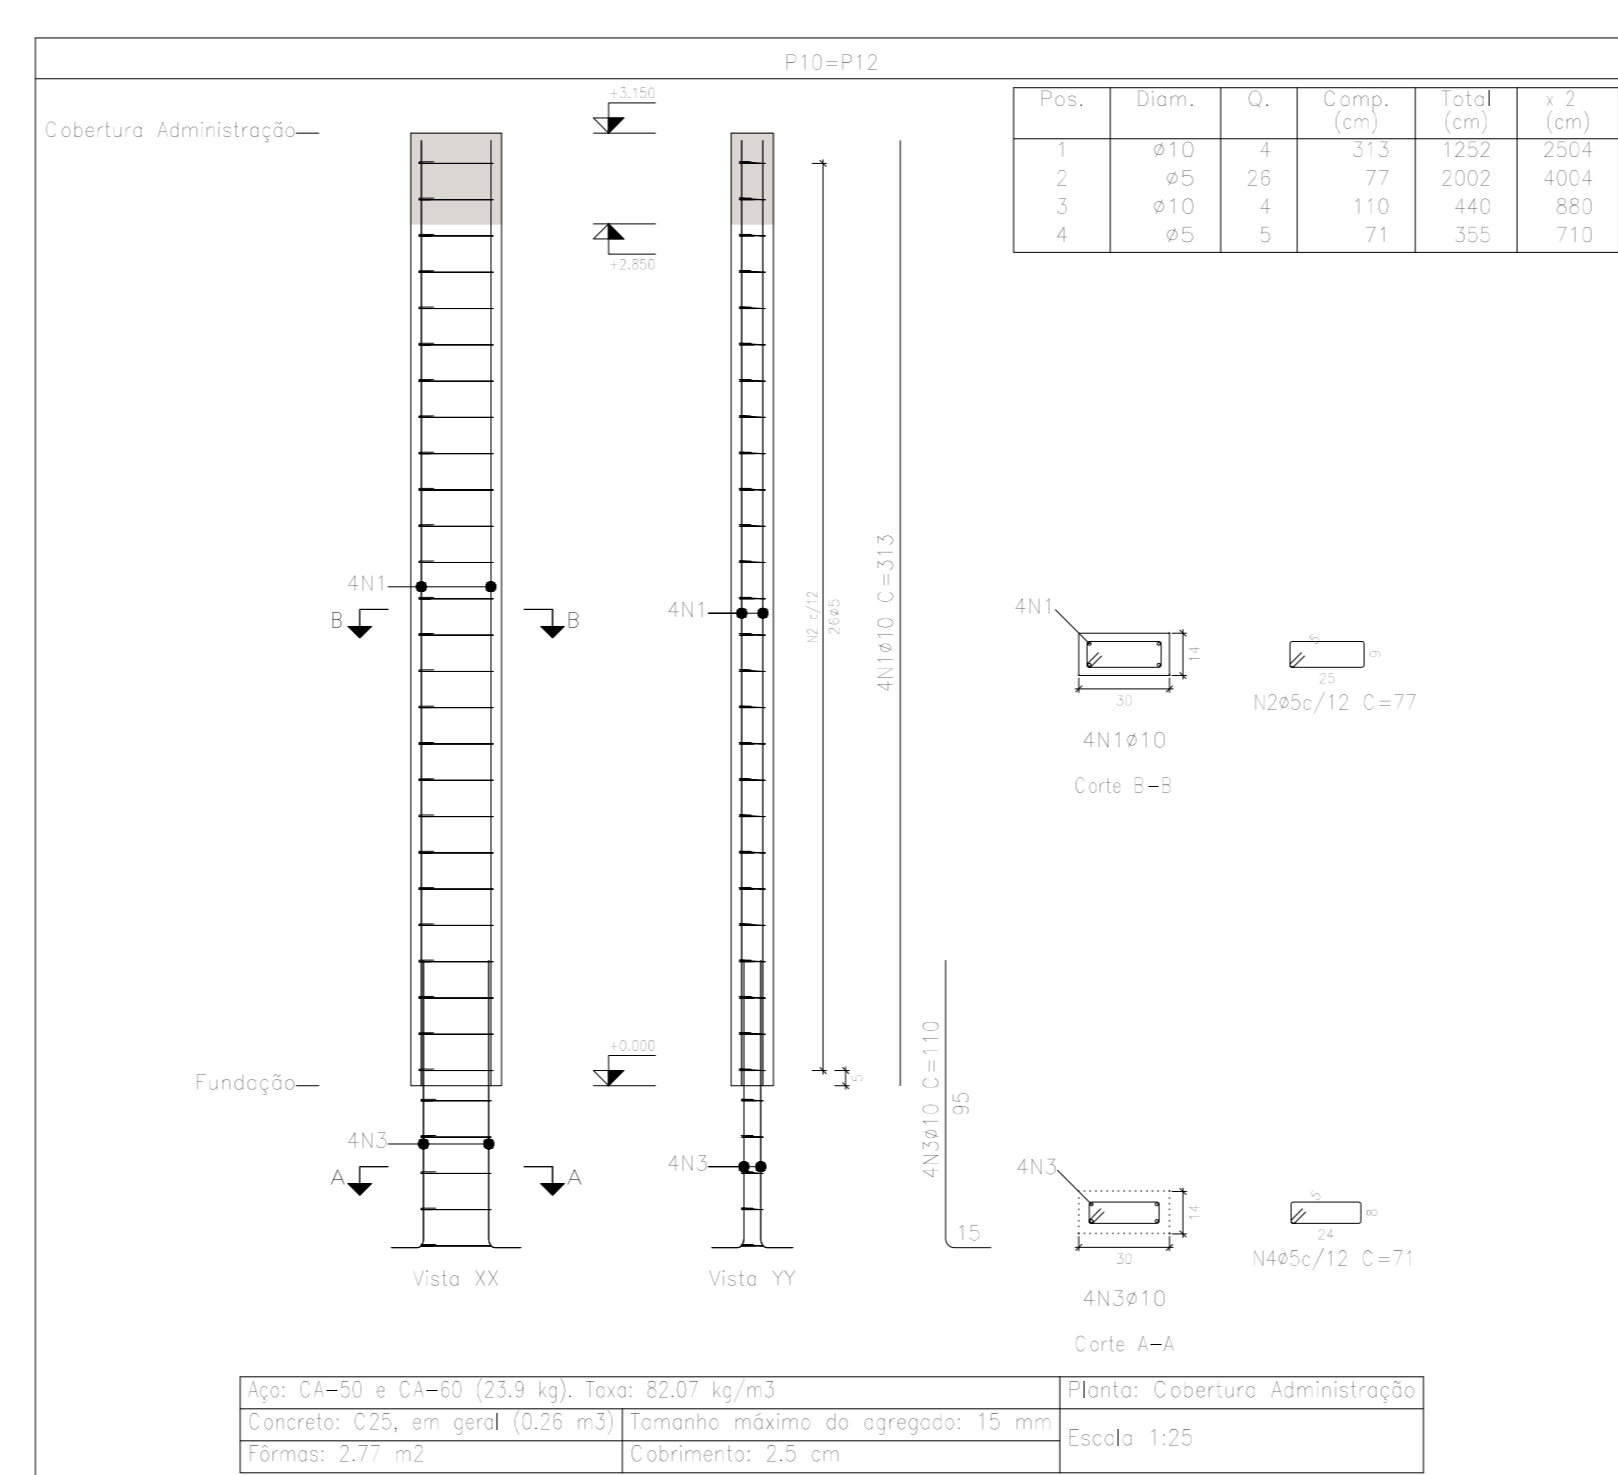 P10=P12
Cobertura Administração
+3.150
+2.850
Pos. Diam. Q. Comp. (cm) Total (cm) x 2 (cm)
1 ø10 4 313 1252 2504
2 ø5 26 77 2002 4004
3 ø10 4 110 440 880
4 ø5 5 71 355 710
4N1
B B
4N1
N2 c/12
26ø5
4N1ø10 C=313
4N1
14
30
4N1ø10
Corte B-B
5
9
25
N2ø5c/12 C=77
+0.000
Fundação
5
4N3
A A
4N3
4N3ø10 C=110
95
15
Vista XX
Vista YY
4N3
14
30
4N3ø10
Corte A-A
5
8
24
N4ø5c/12 C=71
Aço: CA-50 e CA-60 (23.9 kg). Taxa: 82.07 kg/m3
Planta: Cobertura Administração
Concreto: C25, em geral (0.26 m3)
Tamanho máximo do agregado: 15 mm
Escala 1:25
Fôrmas: 2.77 m2
Cobrimento: 2.5 cm